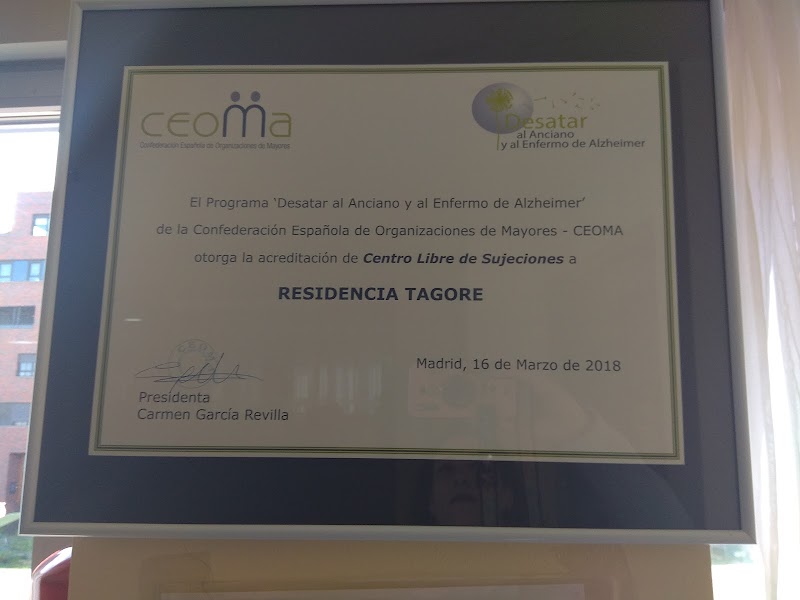 CEOMA
Confederación Española de Organizaciones de Mayores
Desatar
al Anciano
y al Enfermo de Alzheimer
El Programa ‘Desatar al Anciano y al Enfermo de Alzheimer’
de la Confederación Española de Organizaciones de Mayores - CEOMA
otorga la acreditación de Centro Libre de Sujeciones a
RESIDENCIA TAGORE
Madrid, 16 de Marzo de 2018
Presidenta
Carmen García Revilla